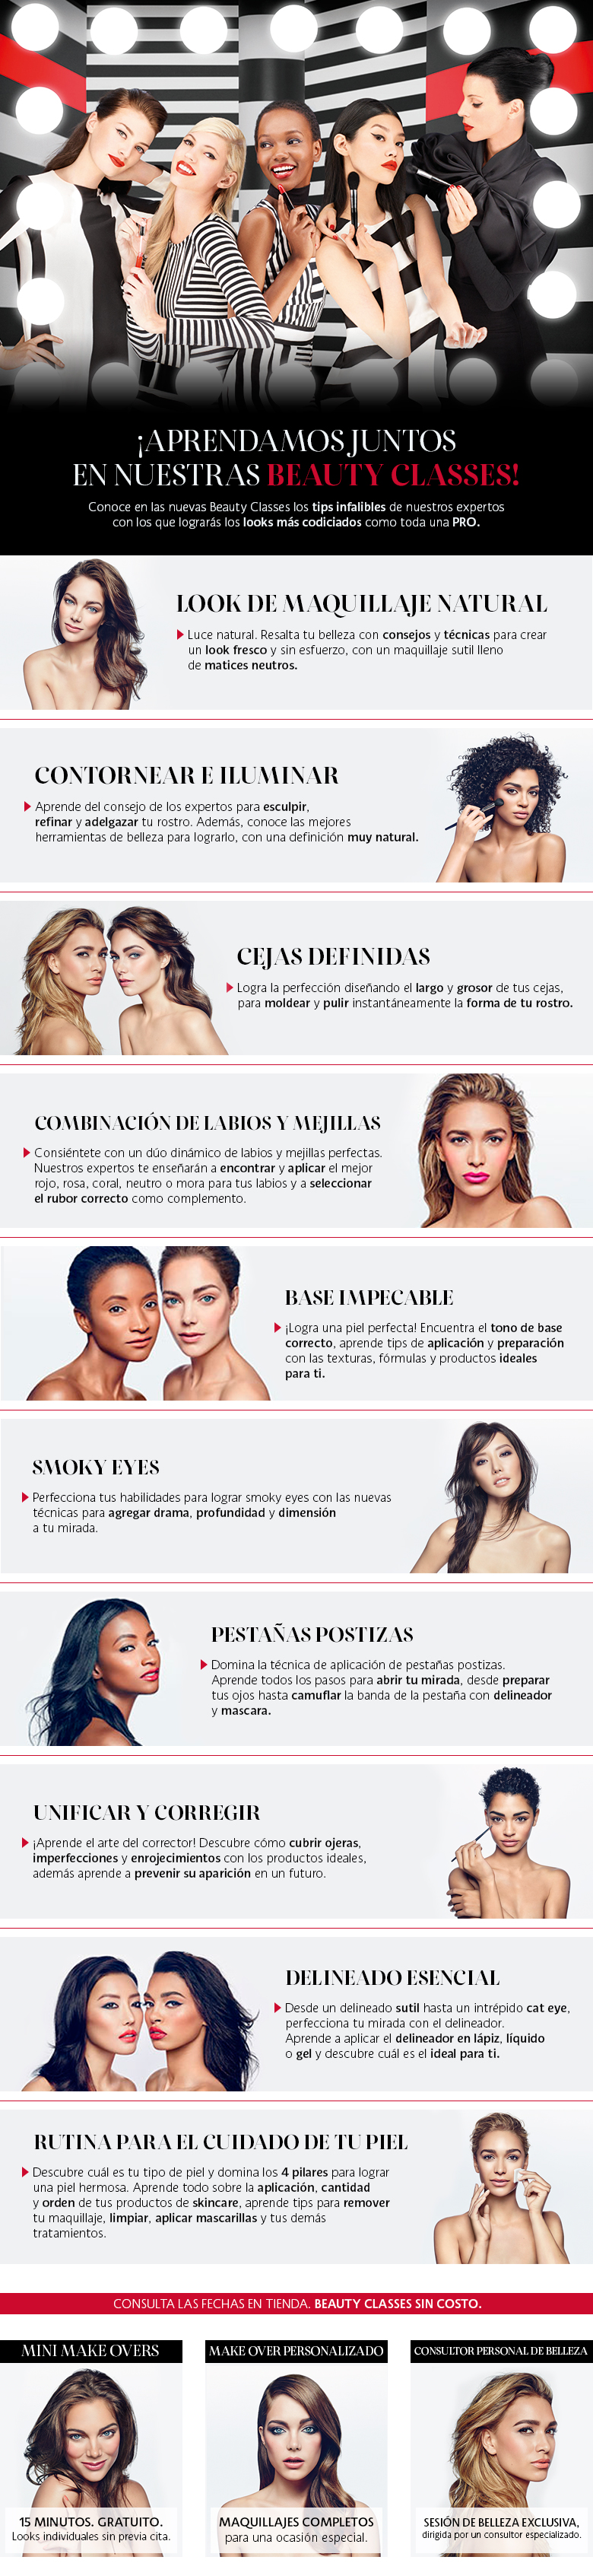 ¡APRENDAMOS JUNTOS
EN NUESTRAS BEAUTY CLASSES!
Conoce en las nuevas Beauty Classes los tips infalibles de nuestros expertos
con los que lograrás los looks más codiciados como toda una PRO.
LOOK DE MAQUILLAJE NATURAL
Luce natural. Resalta tu belleza con consejos y técnicas para crear
un look fresco y sin esfuerzo, con un maquillaje sutil lleno
de matices neutros.
CONTORNEAR E ILUMINAR
Aprende del consejo de los expertos para esculpir,
refinar y adelgazar tu rostro. Además, conoce las mejores
herramientas de belleza para lograrlo, con una definición muy natural.
CEJAS DEFINIDAS
Logra la perfección diseñando el largo y grosor de tus cejas,
para moldear y pulir instantáneamente la forma de tu rostro.
COMBINACIÓN DE LABIOS Y MEJILLAS
Consiéntete con un dúo dinámico de labios y mejillas perfectas.
Nuestros expertos te enseñarán a encontrar y aplicar el mejor
rojo, rosa, coral, neutro o mora para tus labios y a seleccionar
el rubor correcto como complemento.
BASE IMPECABLE
¡Logra una piel perfecta! Encuentra el tono de base
correcto, aprende tips de aplicación y preparación
con las texturas, fórmulas y productos ideales
para ti.
SMOKY EYES
Perfecciona tus habilidades para lograr smoky eyes con las nuevas
técnicas para agregar drama, profundidad y dimensión
a tu mirada.
PESTAÑAS POSTIZAS
Domina la técnica de aplicación de pestañas postizas.
Aprende todos los pasos para abrir tu mirada, desde preparar
tus ojos hasta camuflar la banda de la pestaña con delineador
y mascara.
UNIFICAR Y CORREGIR
¡Aprende el arte del corrector! Descubre cómo cubrir ojeras,
imperfecciones y enrojecimientos con los productos ideales,
además aprende a prevenir su aparición en un futuro.
DELINEADO ESENCIAL
Desde un delineado sutil hasta un intrépido cat eye,
perfecciona tu mirada con el delineador.
Aprende a aplicar el delineador en lápiz, líquido
o gel y descubre cuál es el ideal para ti.
RUTINA PARA EL CUIDADO DE TU PIEL
Descubre cuál es tu tipo de piel y domina los 4 pilares para lograr
una piel hermosa. Aprende todo sobre la aplicación, cantidad
y orden de tus productos de skincare, aprende tips para remover
tu maquillaje, limpiar, aplicar mascarillas y tus demás
tratamientos.
CONSULTA LAS FECHAS EN TIENDA. BEAUTY CLASSES SIN COSTO.
MINI MAKE OVERS
15 MINUTOS. GRATUITO.
Looks individuales sin previa cita.
MAKE OVER PERSONALIZADO
MAQUILLAJES COMPLETOS
para una ocasión especial.
CONSULTOR PERSONAL DE BELLEZA
SESIÓN DE BELLEZA EXCLUSIVA,
dirigida por un consultor especializado.